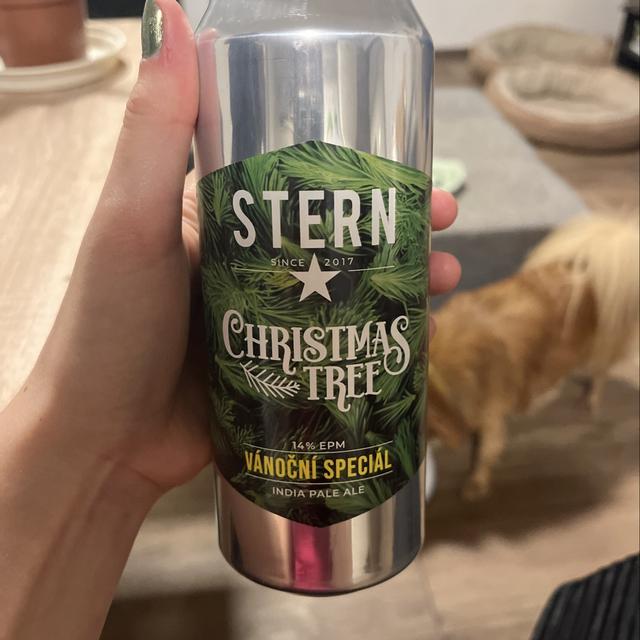 STERN
SINCE 2017
CHRISTMAS
TREE
14% EPM
VÁNOČNÍ SPECIÁL
INDIA PALE ALE